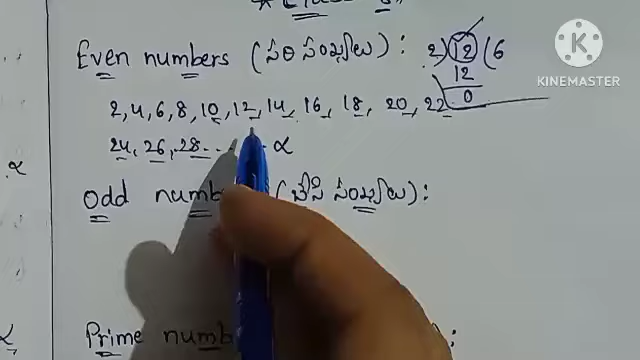 Even numbers (సరి సంఖ్యలు) : 2) 12 (6
12
0
2, 4, 6, 8, 10, 12, 14, 16, 18, 20, 22
24, 26, 28 - - - - α
Odd numb (బేసి సంఖ్యలు) :
Prime numb :
KINEMASTER